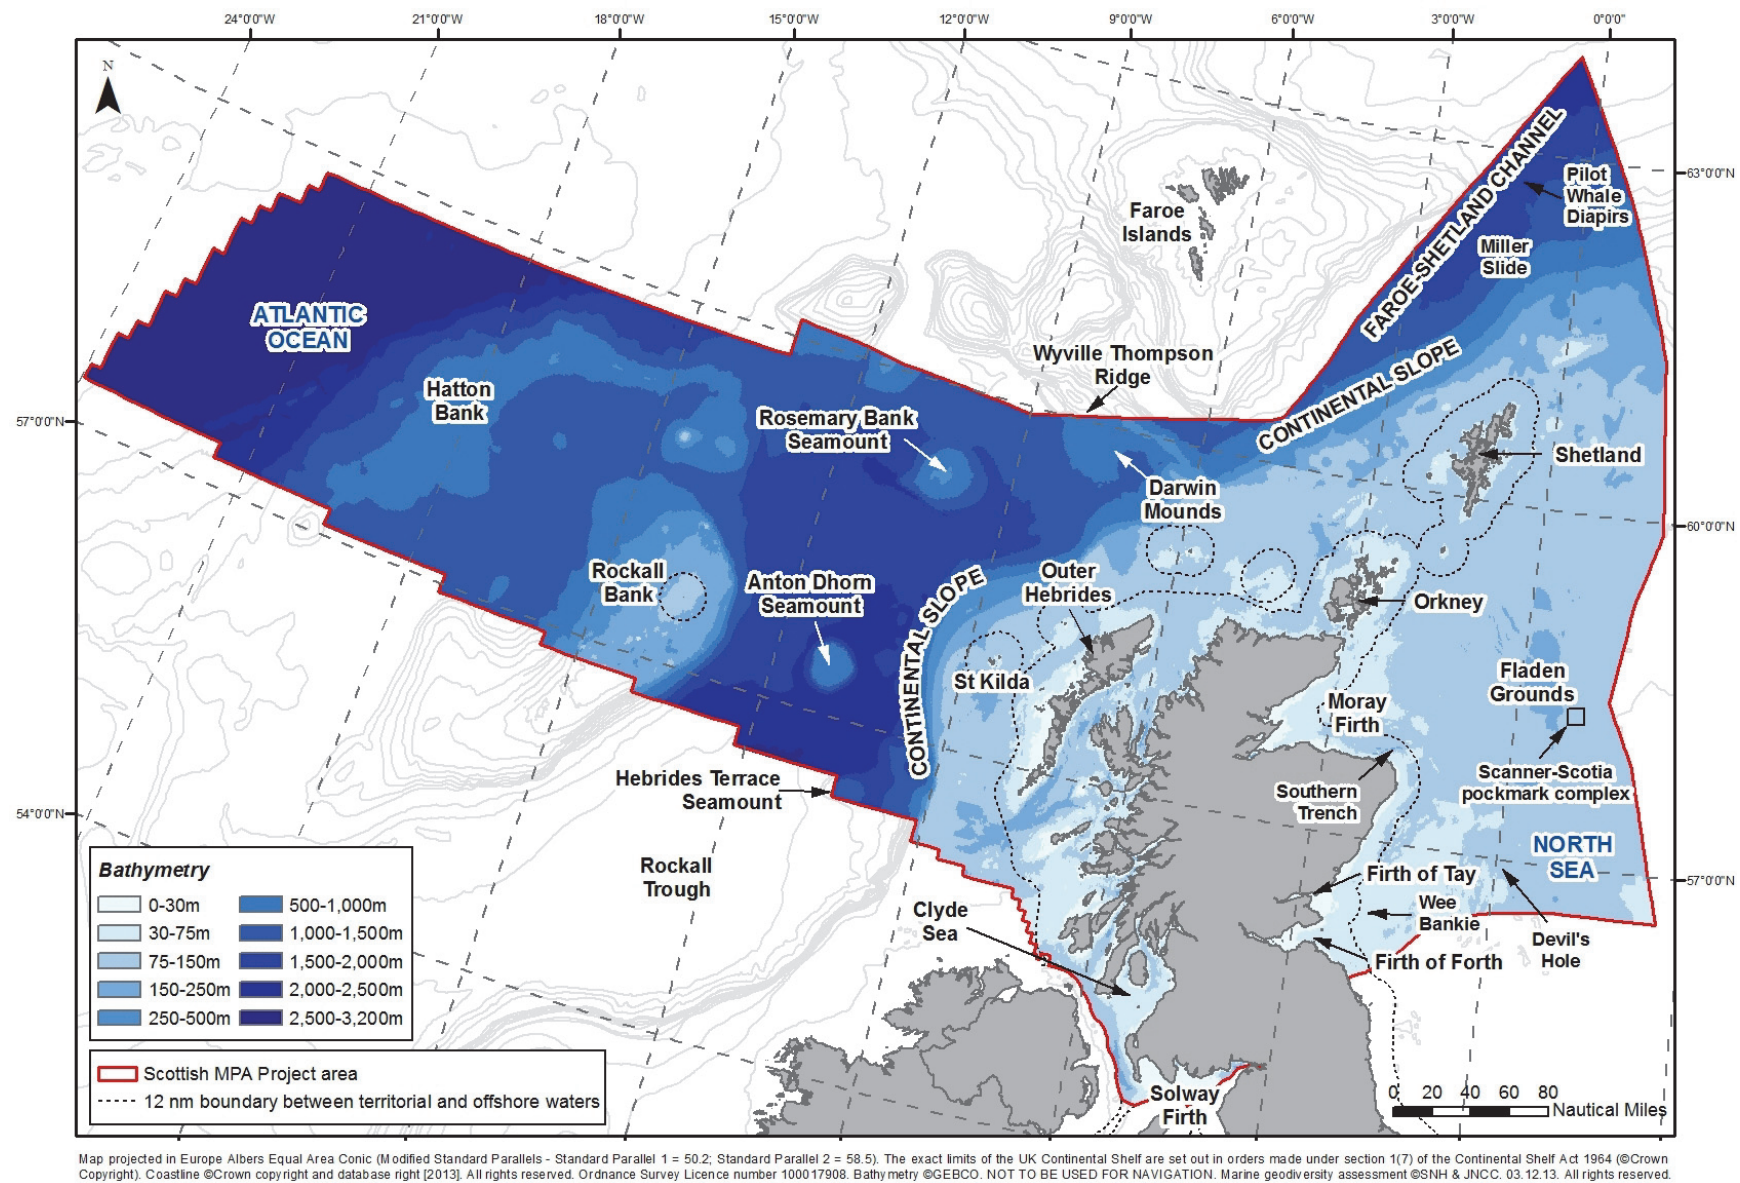 24°0'0"W
21°0'0"W
18°0'0"W
15°0'0"W
12°0'0"W
9°0'0"W
6°0'0"W
3°0'0"W
0°0'0"
N
63°0'0"N
60°0'0"N
57°0'0"N
57°0'0"N
54°0'0"N
FAROE-SHETLAND CHANNEL
Pilot
Whale
Diapirs
Miller
Slide
Faroe
Islands
ATLANTIC
OCEAN
Hatton
Bank
Wyville Thompson
Ridge
CONTINENTAL SLOPE
Rosemary Bank
Seamount
Shetland
Darwin
Mounds
Rockall
Bank
Anton Dhorn
Seamount
CONTINENTAL SLOPE
Outer
Hebrides
Orkney
St Kilda
Fladen
Grounds
Moray
Firth
Hebrides Terrace
Seamount
Southern
Trench
Scanner-Scotia
pockmark complex
NORTH
SEA
Rockall
Trough
Firth of Tay
Wee
Bankie
Clyde
Sea
Devil's
Hole
Firth of Forth
Solway
Firth
Bathymetry
0-30m
30-75m
75-150m
150-250m
250-500m
500-1,000m
1,000-1,500m
1,500-2,000m
2,000-2,500m
2,500-3,200m
Scottish MPA Project area
12 nm boundary between territorial and offshore waters
0 20 40 60 80
Nautical Miles
Map projected in Europe Albers Equal Area Conic (Modified Standard Parallels - Standard Parallel 1 = 50.2; Standard Parallel 2 = 58.5). The exact limits of the UK Continental Shelf are set out in orders made under section 1(7) of the Continental Shelf Act 1964 (©Crown
Copyright). Coastline ©Crown copyright and database right [2013]. All rights reserved. Ordnance Survey Licence number 100017908. Bathymetry ©GEBCO. NOT TO BE USED FOR NAVIGATION. Marine geodiversity assessment ©SNH & JNCC. 03.12.13. All rights reserved.